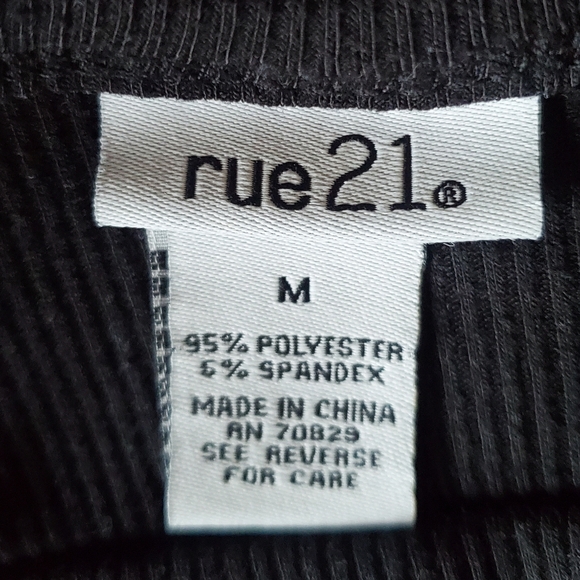 rue21®
M
95% POLYESTER
5% SPANDEX
MADE IN CHINA
RN 70829
SEE REVERSE
FOR CARE